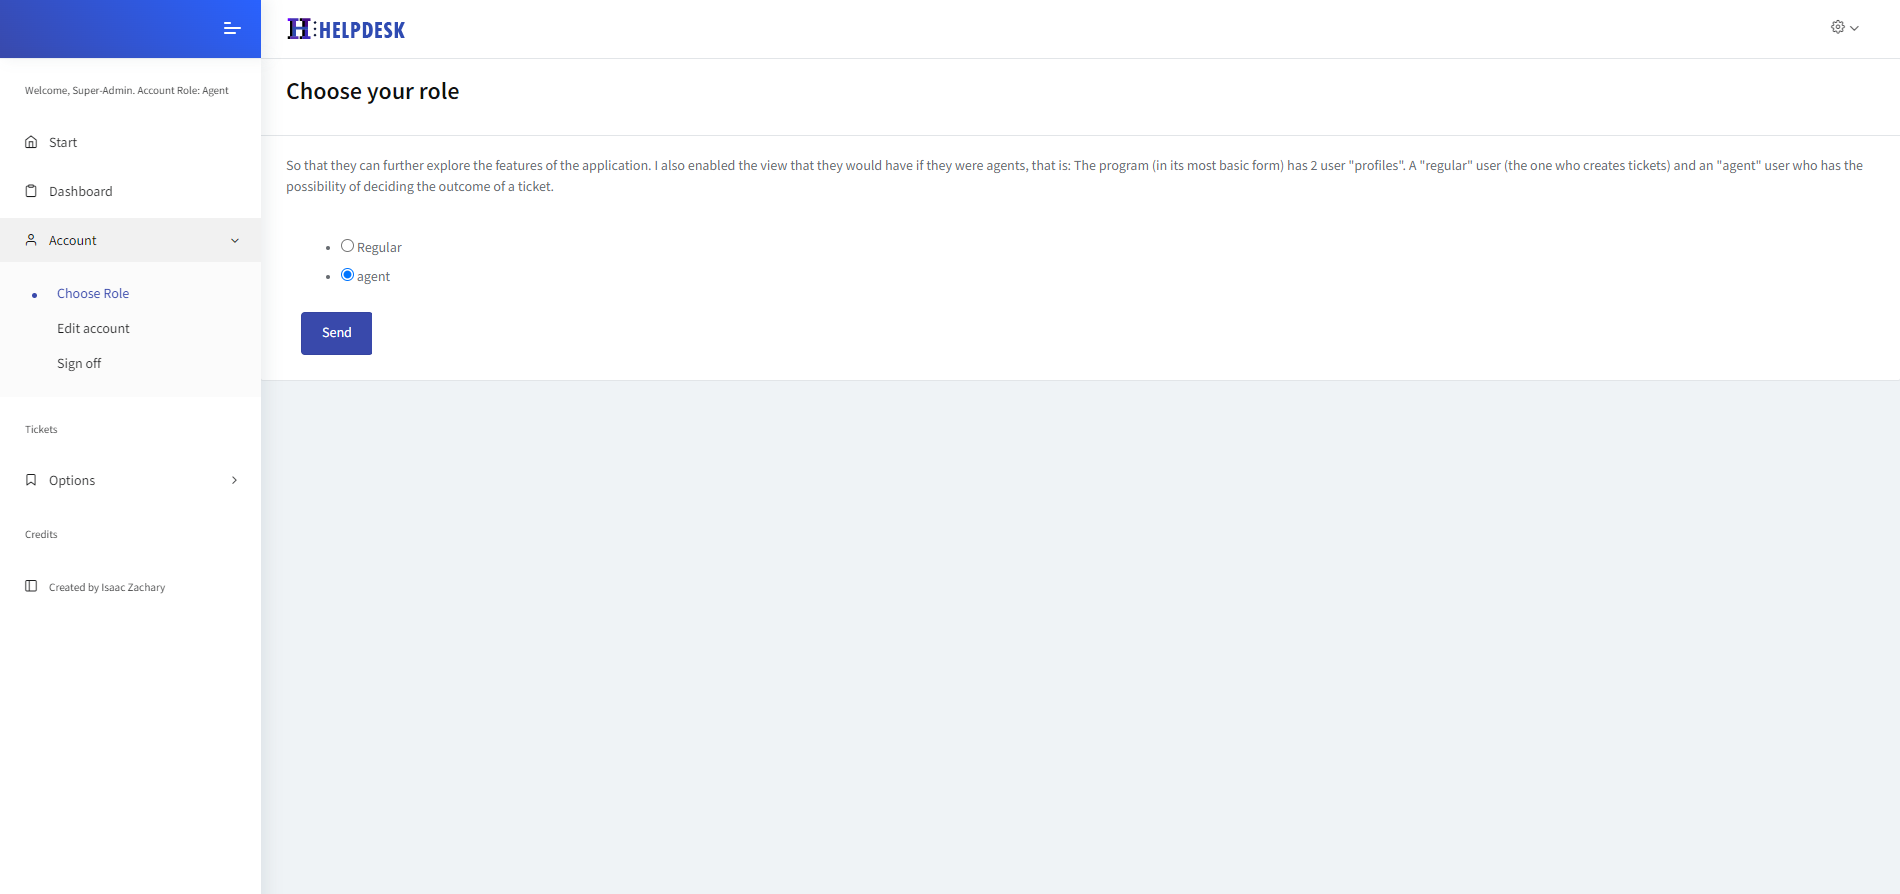 HELPDESK
Welcome, Super-Admin. Account Role: Agent
Start
Dashboard
Account
Choose Role
Edit account
Sign off
Tickets
Options
Credits
Created by Isaac Zachary
Choose your role
So that they can further explore the features of the application. I also enabled the view that they would have if they were agents, that is: The program (in its most basic form) has 2 user "profiles". A "regular" user (the one who creates tickets) and an "agent" user who has the
possibility of deciding the outcome of a ticket.
Regular
agent
Send